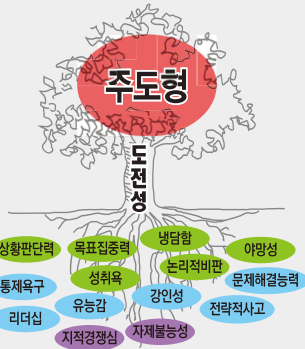 주도형
도전성
상황판단력 목표집중력 냉담함 야망성
통제욕구 성취욕 논리적비판 문제해결능력
리더십 유능감 강인성 전략적사고
지적경쟁심 자제불능성